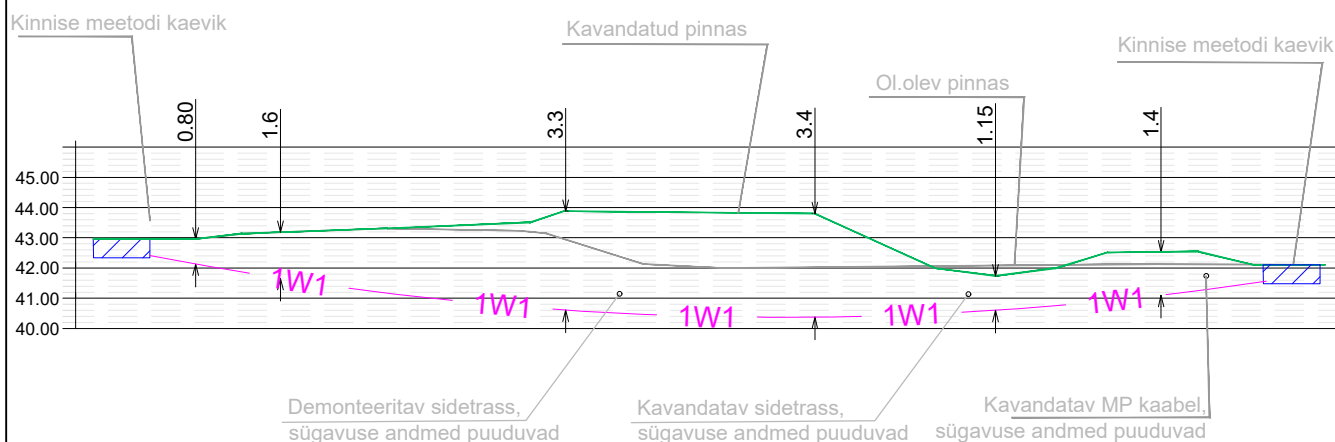 Kinnise meetodi kaevik
Kavandatud pinnas
Kinnise meetodi kaevik
Ol.olev pinnas
0.80
1.6
3.3
3.4
1.15
1.4
45.00
44.00
43.00
42.00
41.00
40.00
1W1
1W1
1W1
1W1
1W1
Demonteeritav sidetrass,
sügavuse andmed puuduvad
Kavandatav sidetrass,
sügavuse andmed puuduvad
Kavandatav MP kaabel,
sügavuse andmed puuduvad